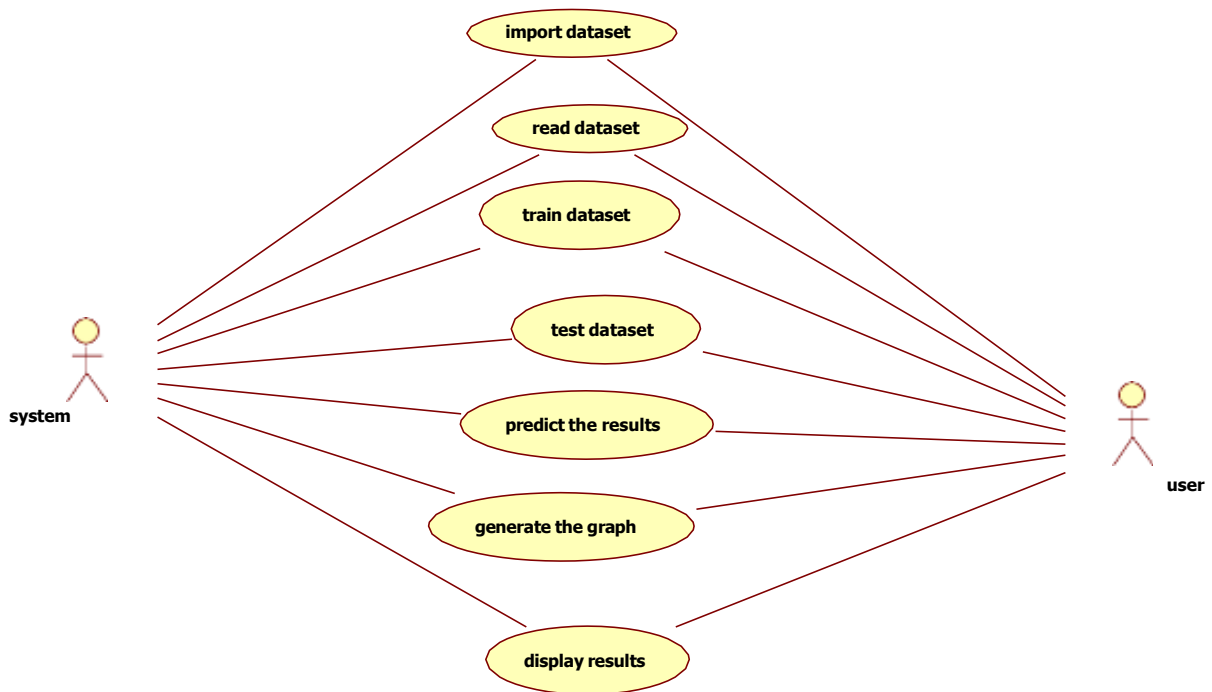 import dataset
read dataset
train dataset
test dataset
system
predict the results
user
generate the graph
display results